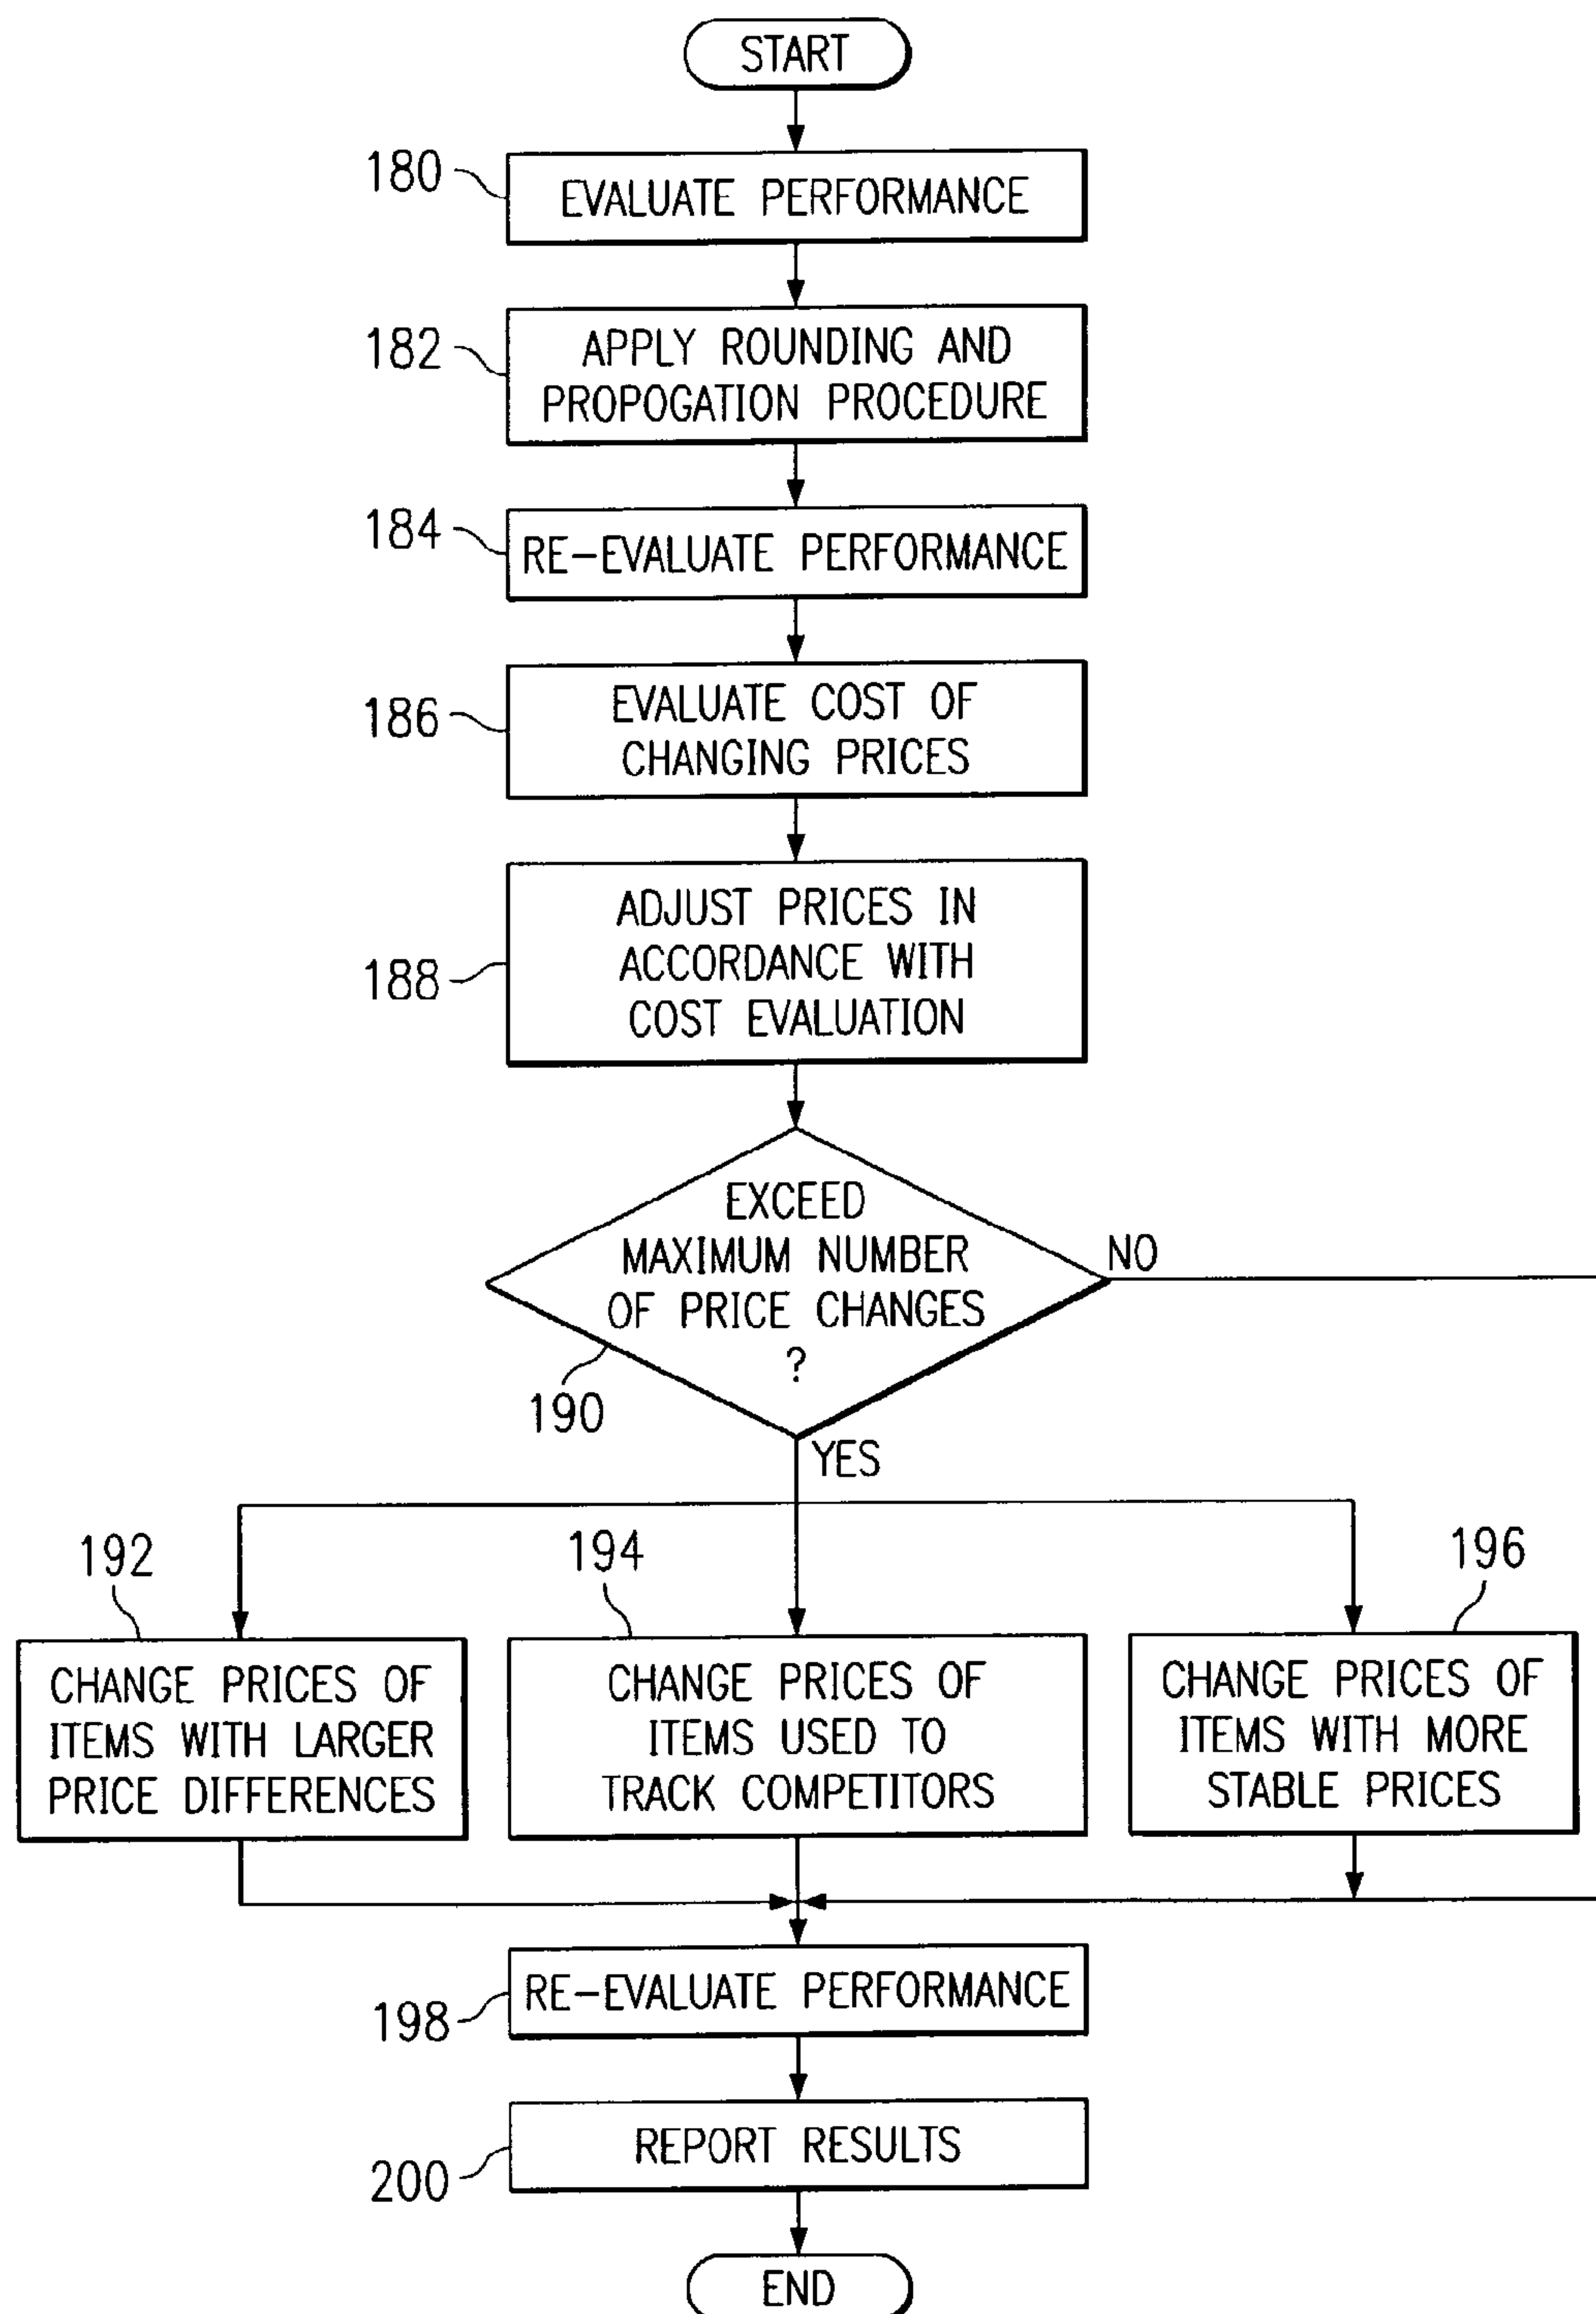 START
180
EVALUATE PERFORMANCE
182
APPLY ROUNDING AND
PROPOGATION PROCEDURE
184
RE-EVALUATE PERFORMANCE
186
EVALUATE COST OF
CHANGING PRICES
188
ADJUST PRICES IN
ACCORDANCE WITH
COST EVALUATION
EXCEED
MAXIMUM NUMBER
OF PRICE CHANGES
?
NO
190
YES
192
CHANGE PRICES OF
ITEMS WITH LARGER
PRICE DIFFERENCES
194
CHANGE PRICES OF
ITEMS USED TO
TRACK COMPETITORS
196
CHANGE PRICES OF
ITEMS WITH MORE
STABLE PRICES
198
RE-EVALUATE PERFORMANCE
200
REPORT RESULTS
END